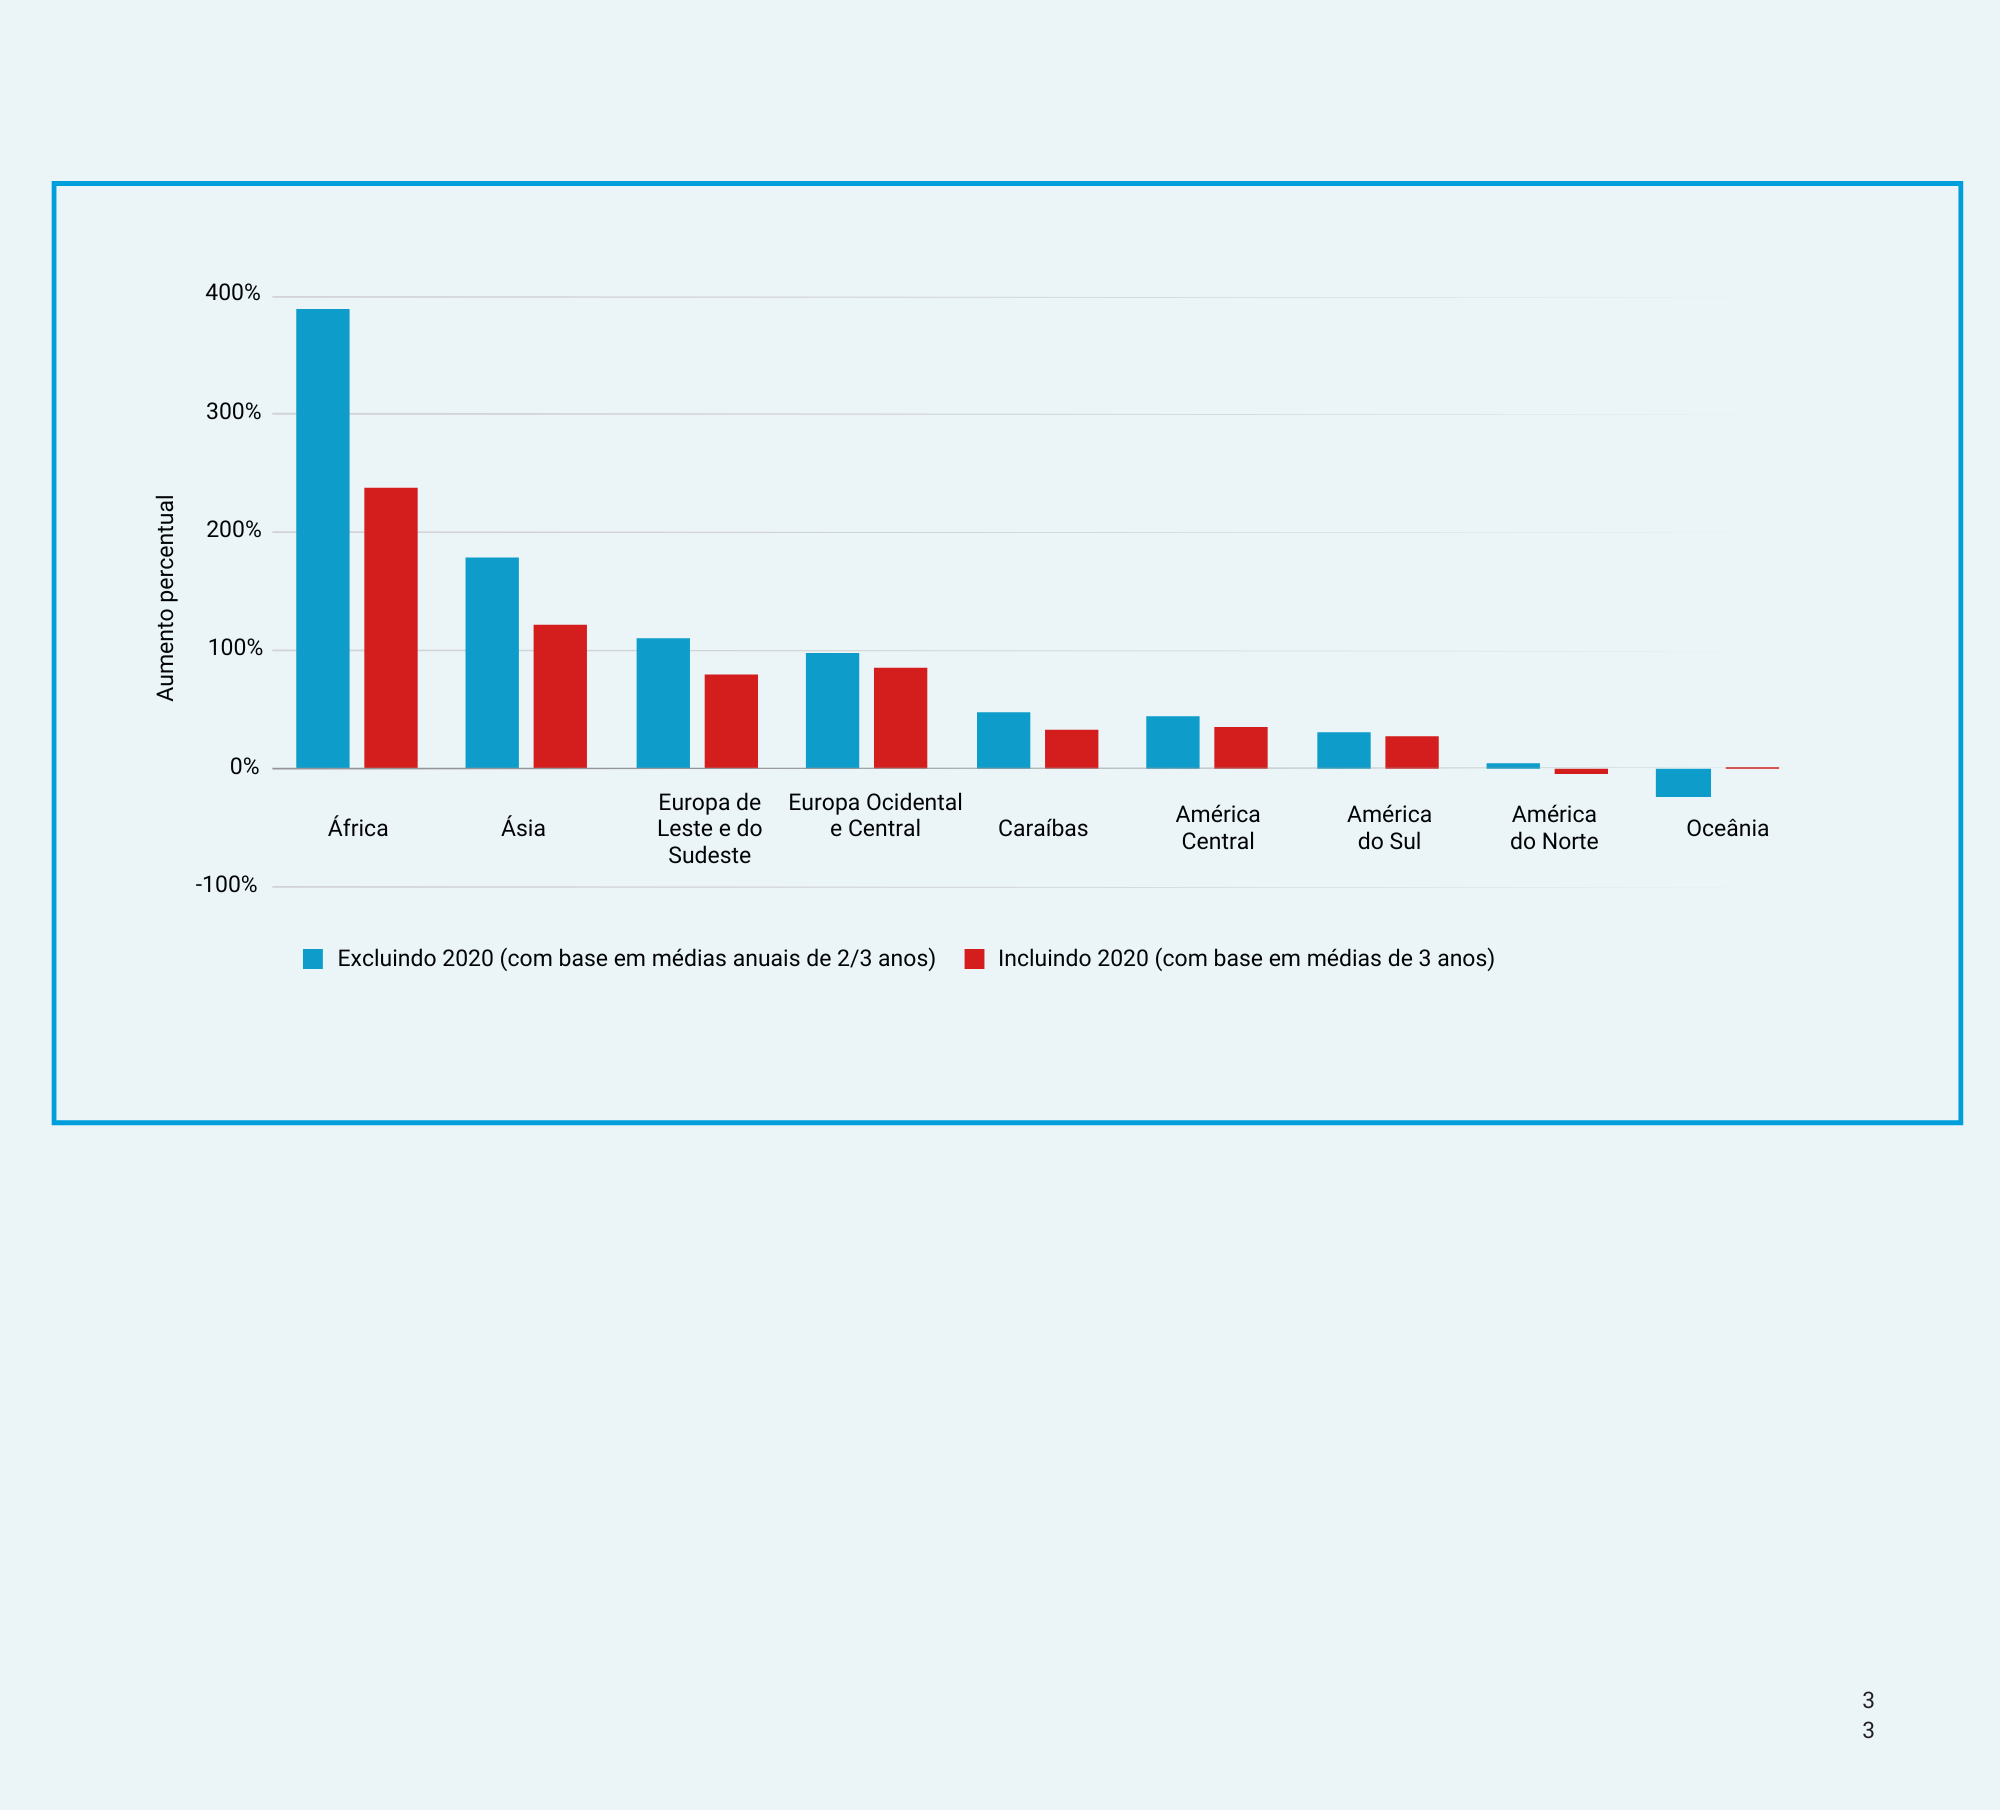 400%
300%
200%
100%
0%
-100%
Aumento percentual
África
Ásia
Europa de
Leste e do
Sudeste
Europa Ocidental
e Central
Caraíbas
América
Central
América
do Sul
América
do Norte
Oceânia
Excluindo 2020 (com base em médias anuais de 2/3 anos)
Incluindo 2020 (com base em médias de 3 anos)
3
3